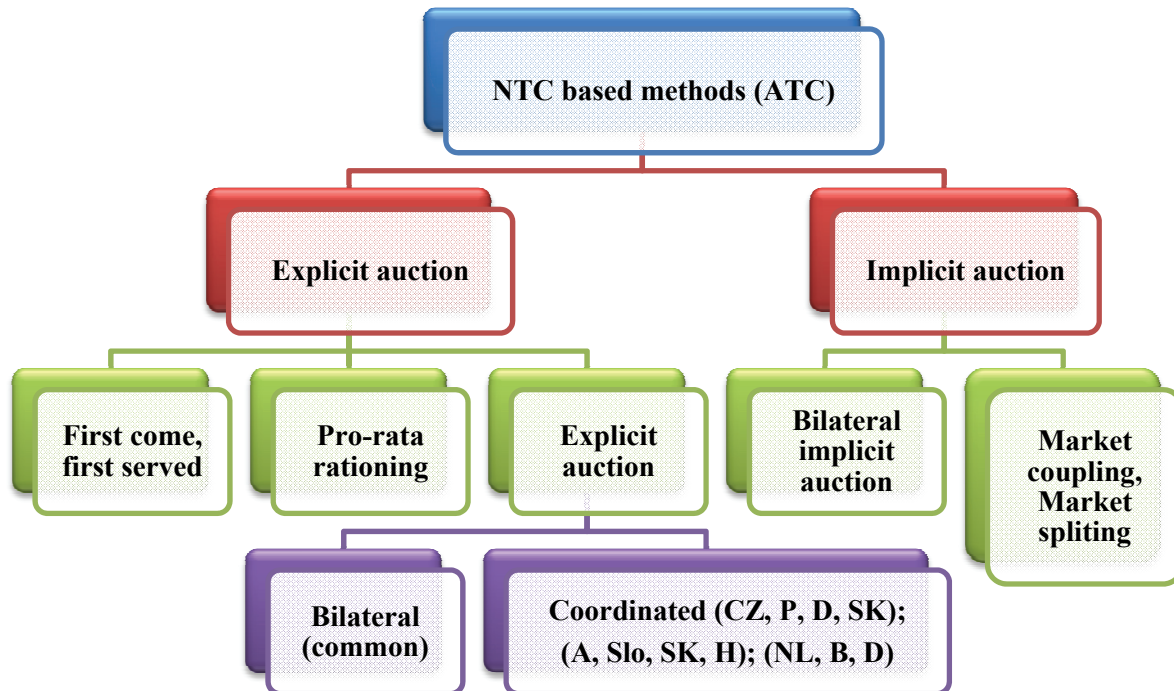 NTC based methods (ATC)
Explicit auction
Implicit auction
First come,
first served
Pro-rata
rationing
Explicit
auction
Bilateral
implicit
auction
Market
coupling,
Market
spliting
Bilateral
(common)
Coordinated (CZ, P, D, SK);
(A, Slo, SK, H); (NL, B, D)